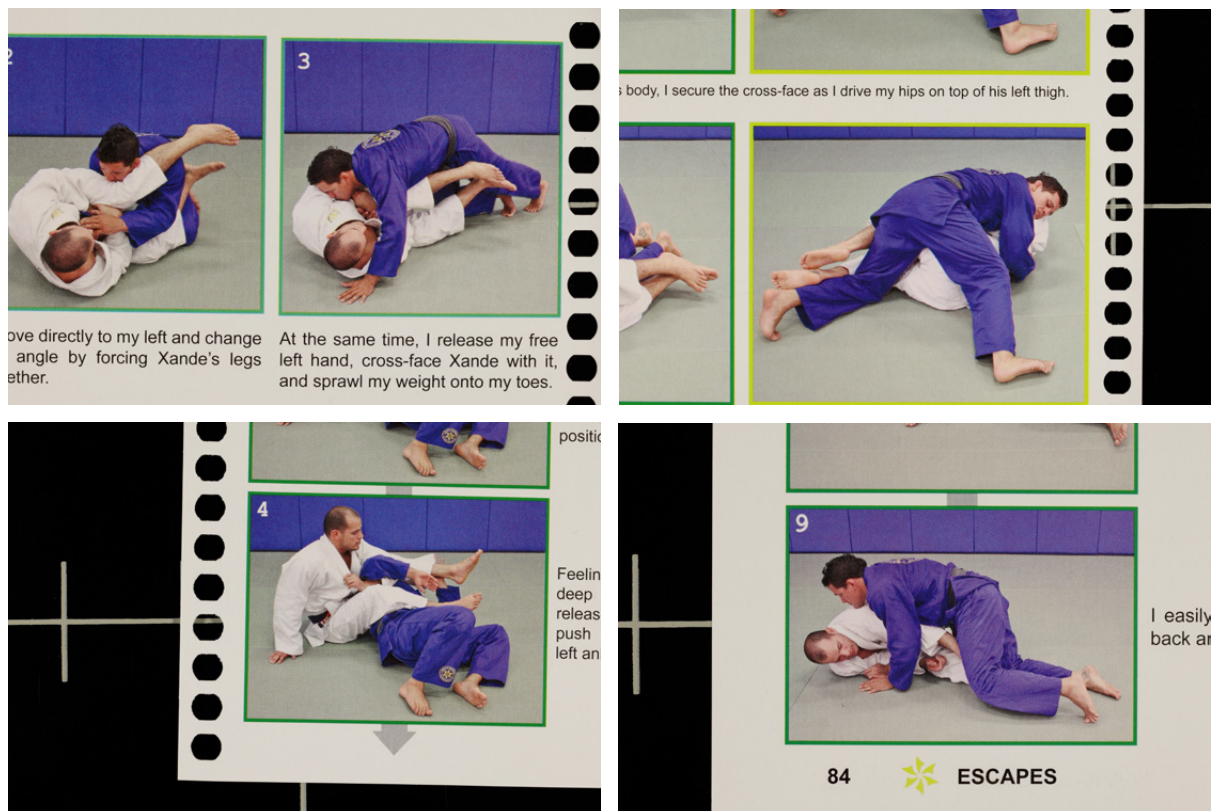 2
3
ove directly to my left and change
angle by forcing Xande's legs
ether.
At the same time, I release my free
left hand, cross-face Xande with it,
and sprawl my weight onto my toes.
s body, I secure the cross-face as I drive my hips on top of his left thigh.
positio
4
Feelin
deep
releas
push
left an
9
I easily
back ar
84 ESCAPES